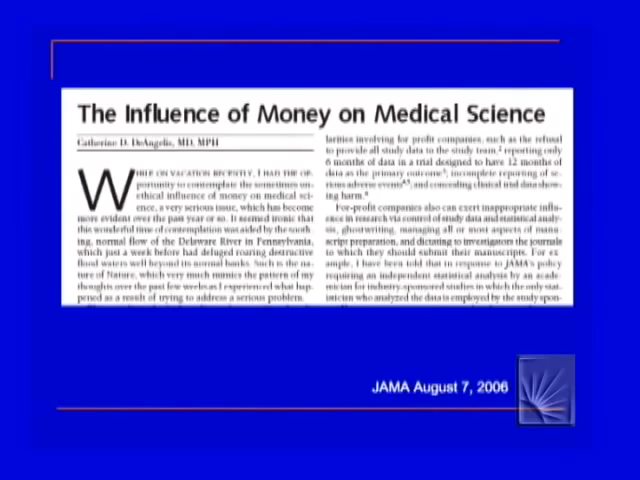 The Influence of Money on Medical Science
Catherine D. DeAngelis, MD, MPH
WHILE ON VACATION RECENTLY, I HAD THE OP-
portunity to contemplate the sometimes un-
ethical influence of money on medical sci-
ence, a very serious issue, which has become
more evident over the past year or so. It seemed ironic that
this wonderful time of contemplation was aided by the sooth-
ing, normal flow of the Delaware River in Pennsylvania,
which just a week before had deluged roaring destructive
flood waters well beyond its normal banks. Such is the na-
ture of Nature, which very much mimics the pattern of my
thoughts over the past few weeks as I experienced what hap-
pened as a result of trying to address a serious problem.
larities involving for profit companies, such as the refusal
to provide all study data to the study team,2 reporting only
6 months of data in a trial designed to have 12 months of
data as the primary outcome3; incomplete reporting of se-
rious adverse events4,5; and concealing clinical trial data show-
ing harm.6
For-profit companies also can exert inappropriate influ-
ence in research via control of study data and statistical analy-
sis, ghostwriting, managing all or most aspects of manu-
script preparation, and dictating to investigators the journals
to which they should submit their manuscripts. For ex-
ample, I have been told that in response to JAMA's policy
requiring an independent statistical analysis by an acade-
mician for industry-sponsored studies in which the only stat-
istician who analyzed the data is employed by the study spon-
JAMA August 7, 2006